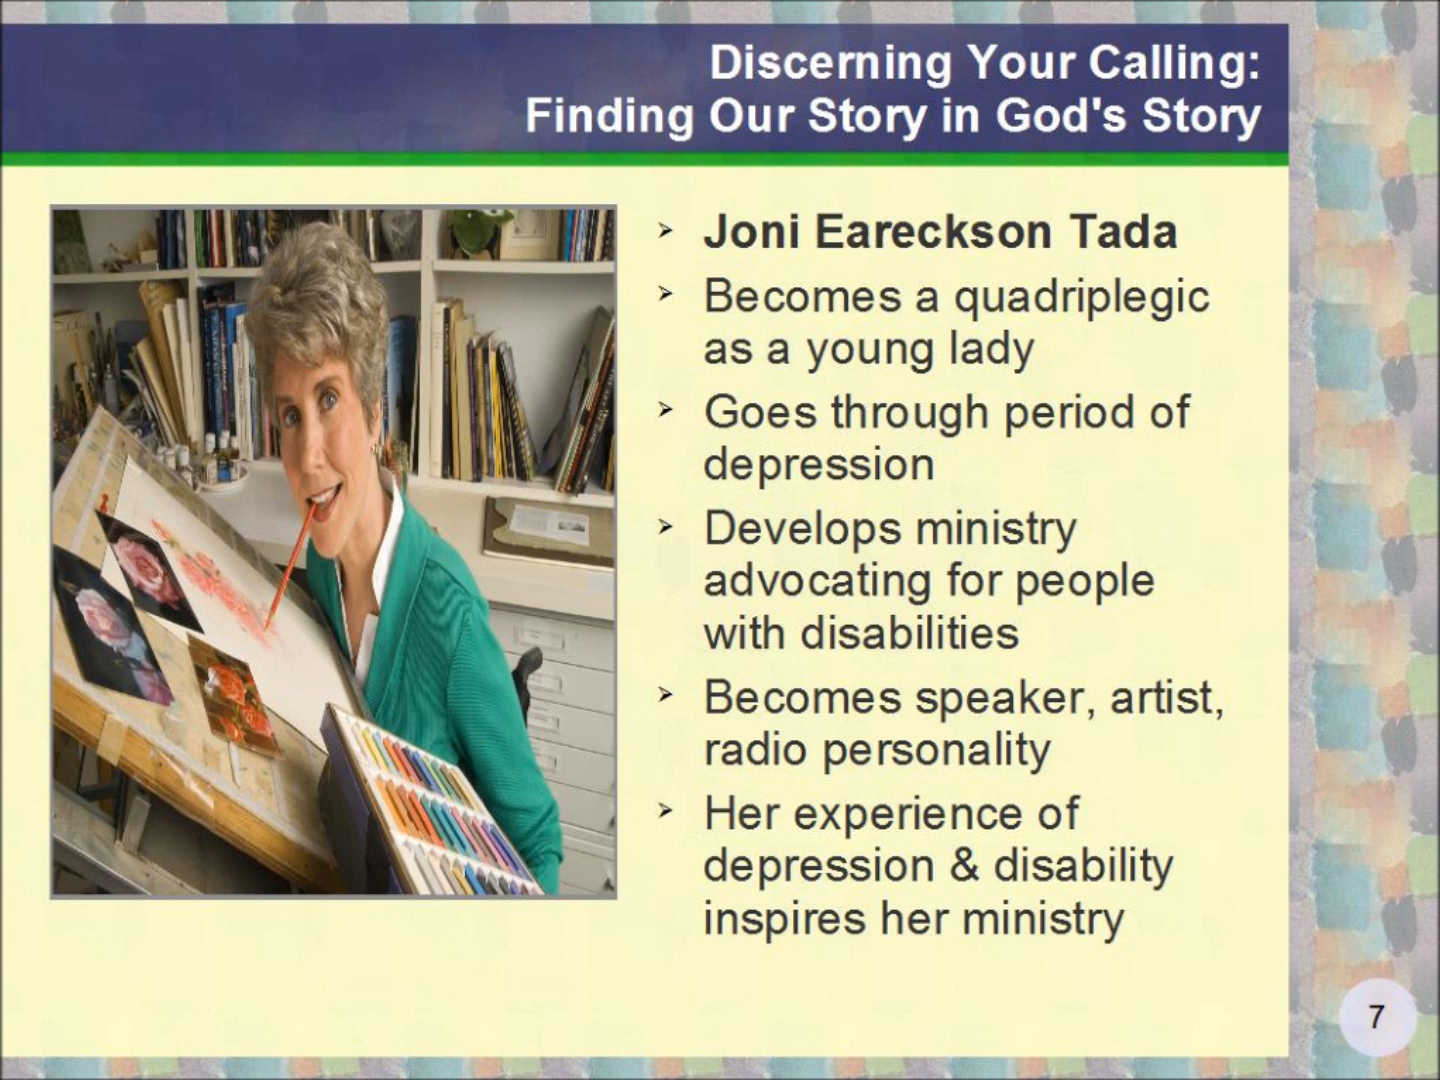 Discerning Your Calling:
Finding Our Story in God's Story
➢ Joni Eareckson Tada
➢ Becomes a quadriplegic
as a young lady
➢ Goes through period of
depression
➢ Develops ministry
advocating for people
with disabilities
➢ Becomes speaker, artist,
radio personality
➢ Her experience of
depression & disability
inspires her ministry
7